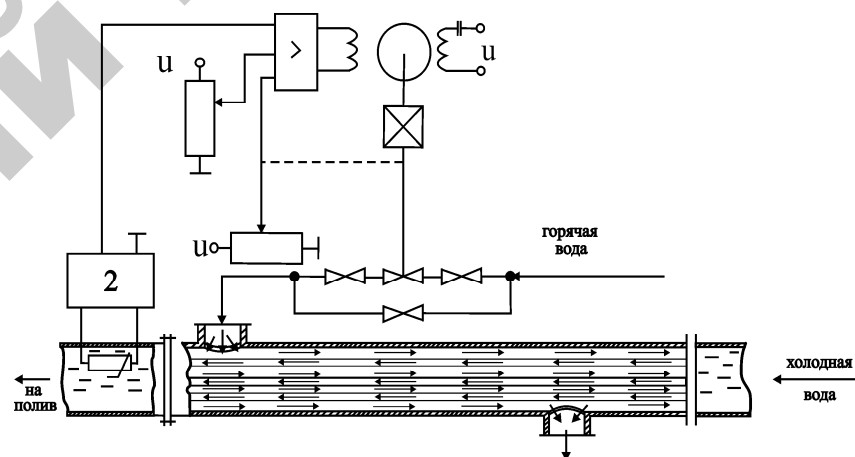 u
>
u
2
u
горячая
вода
на
полив
холодная
вода